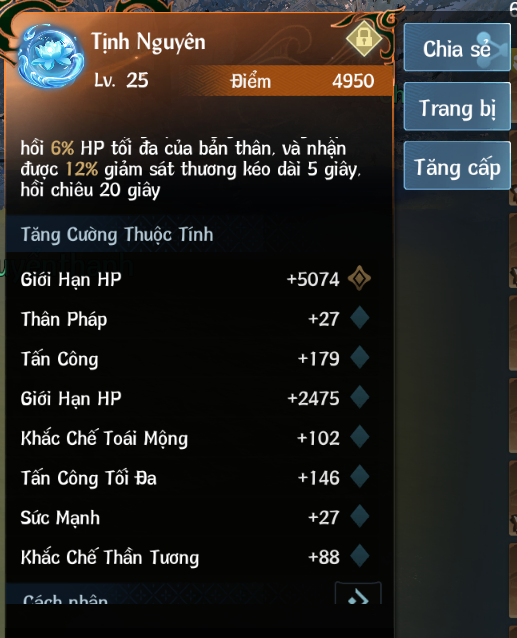 Tịnh Nguyên
Lv. 25 Điểm 4950
hồi 6% HP tối đa của bản thân, và nhận
được 12% giảm sát thương kéo dài 5 giây,
hồi chiêu 20 giây
Tăng Cường Thuộc Tính
Giới Hạn HP +5074
Thân Pháp +27
Tấn Công +179
Giới Hạn HP +2475
Khắc Chế Toái Mộng +102
Tấn Công Tối Đa +146
Sức Mạnh +27
Khắc Chế Thần Tương +88
Cách nhận
Chia sẻ
Trang bị
Tăng cấp